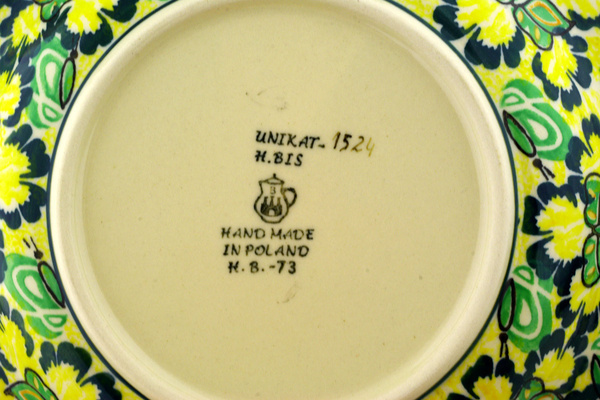 UNIKAT- 1524
H.BIS
B
HAND MADE
IN POLAND
H.B.-73